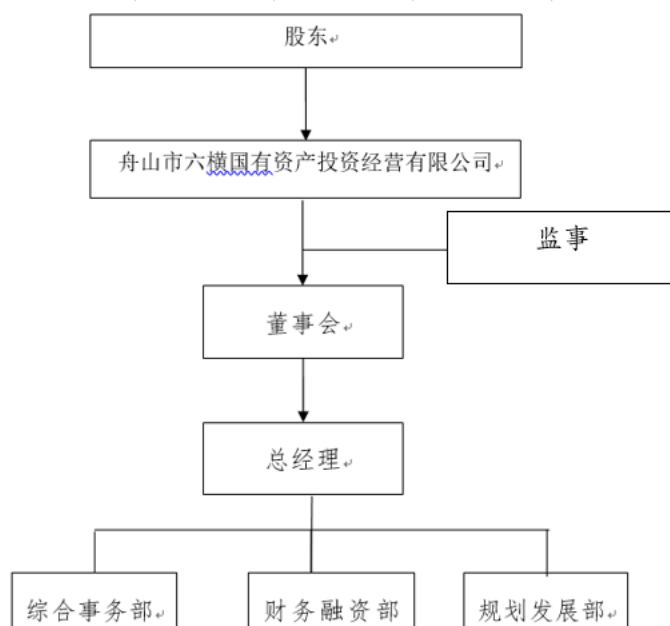 股东
舟山市六横国有资产投资经营有限公司
监事
董事会
总经理
综合事务部
财务融资部
规划发展部